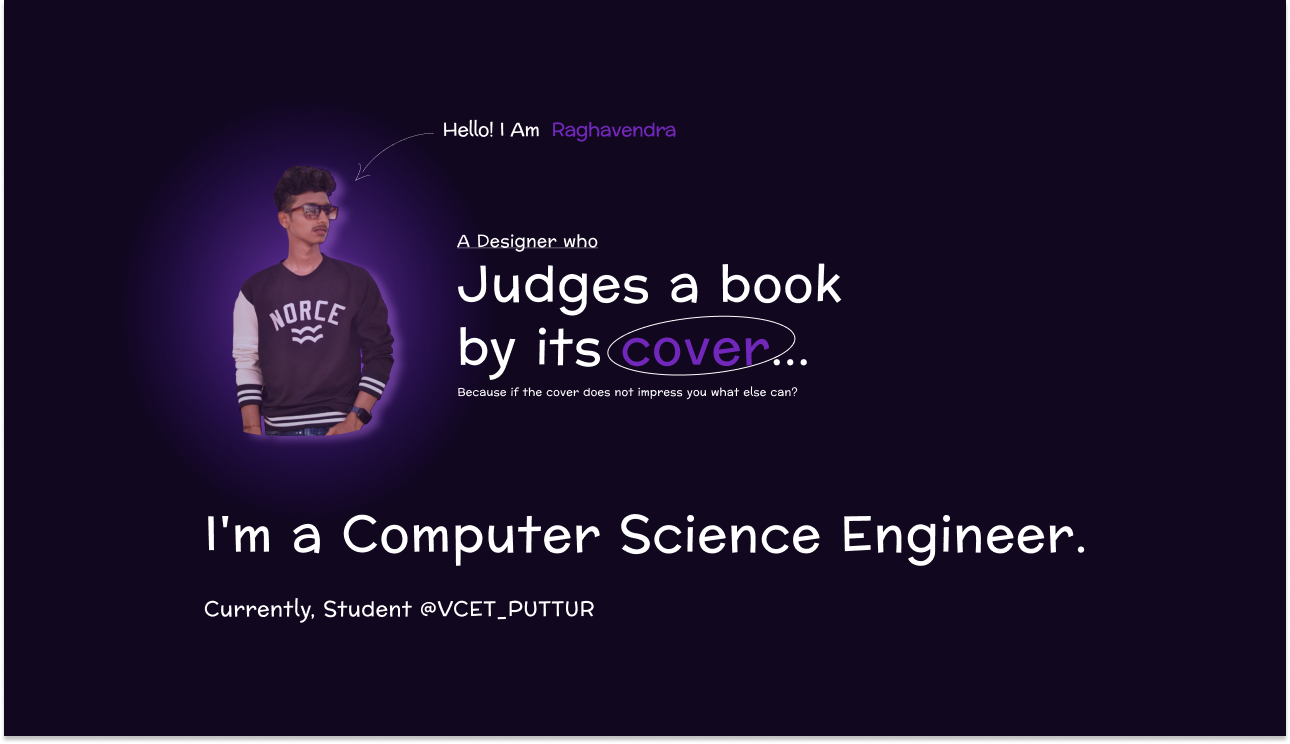 Hello! I Am Raghavendra
A Designer who
Judges a book
by its cover...
Because if the cover does not impress you what else can?
NORCE
I'm a Computer Science Engineer.
Currently, Student @VCET_PUTTUR